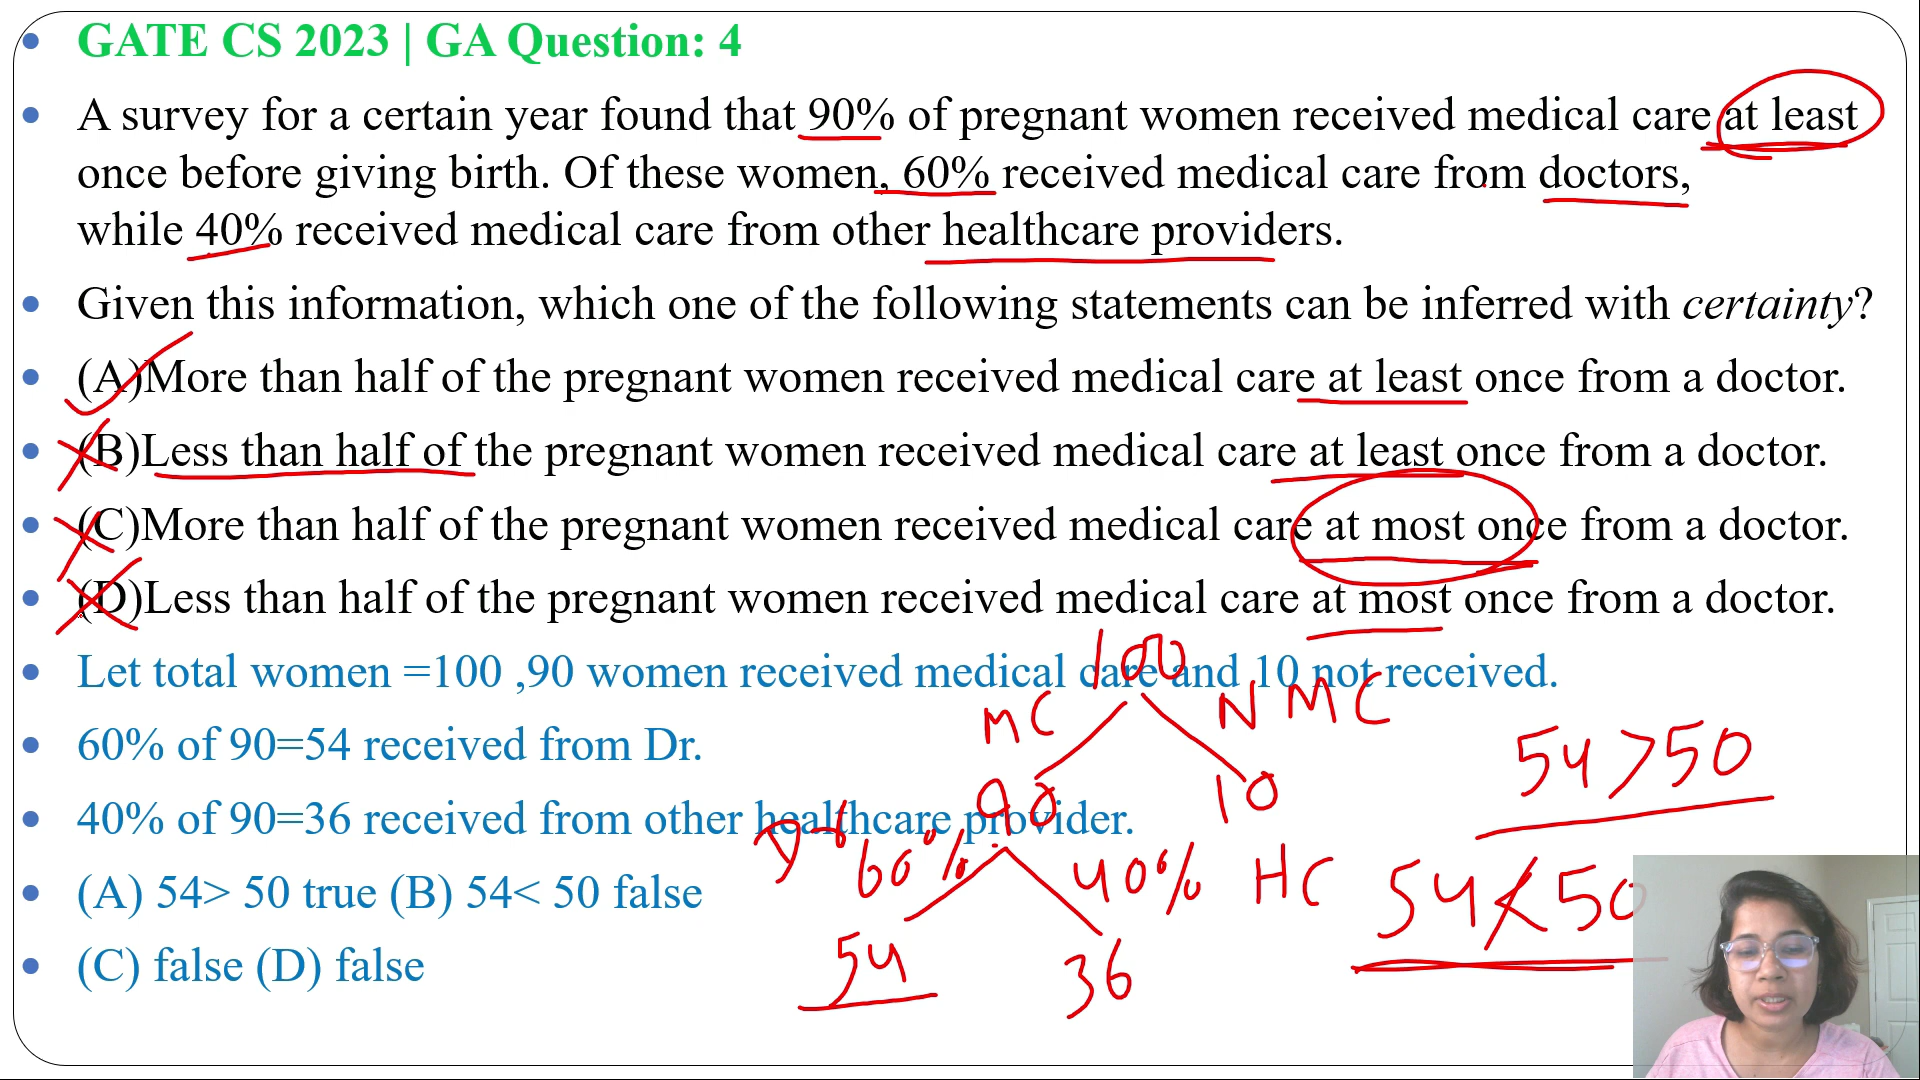 GATE CS 2023 | GA Question: 4
A survey for a certain year found that 90% of pregnant women received medical care at least
once before giving birth. Of these women, 60% received medical care from doctors,
while 40% received medical care from other healthcare providers.
Given this information, which one of the following statements can be inferred with certainty?
(A)More than half of the pregnant women received medical care at least once from a doctor.
(B)Less than half of the pregnant women received medical care at least once from a doctor.
(C)More than half of the pregnant women received medical care at most once from a doctor.
(D)Less than half of the pregnant women received medical care at most once from a doctor.
Let total women =100 ,90 women received medical care and 10 not received.
100
MC NMC
60% of 90=54 received from Dr.
54>50
90 10
40% of 90=36 received from other healthcare provider.
Dr 60% 40% HC
54<50
(A) 54> 50 true (B) 54< 50 false
(C) false (D) false
54 36